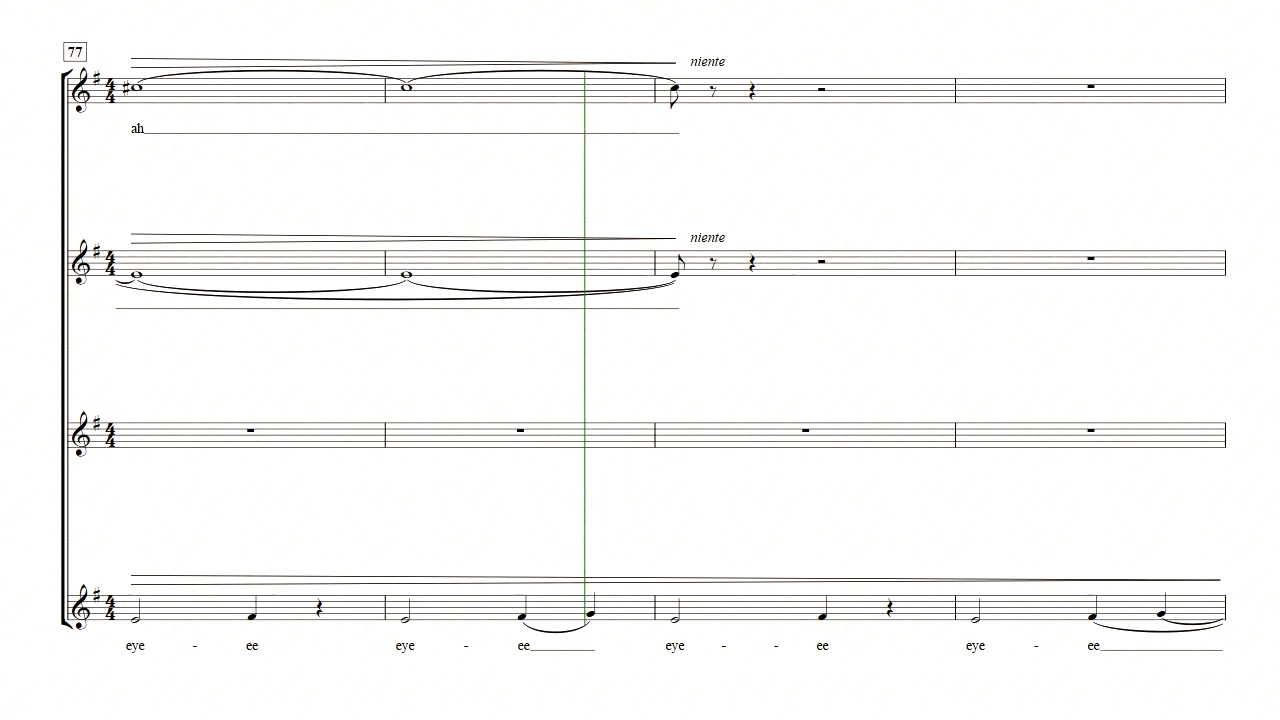 77
niente
ah
niente
eye - ee eye - ee eye - - ee eye - ee